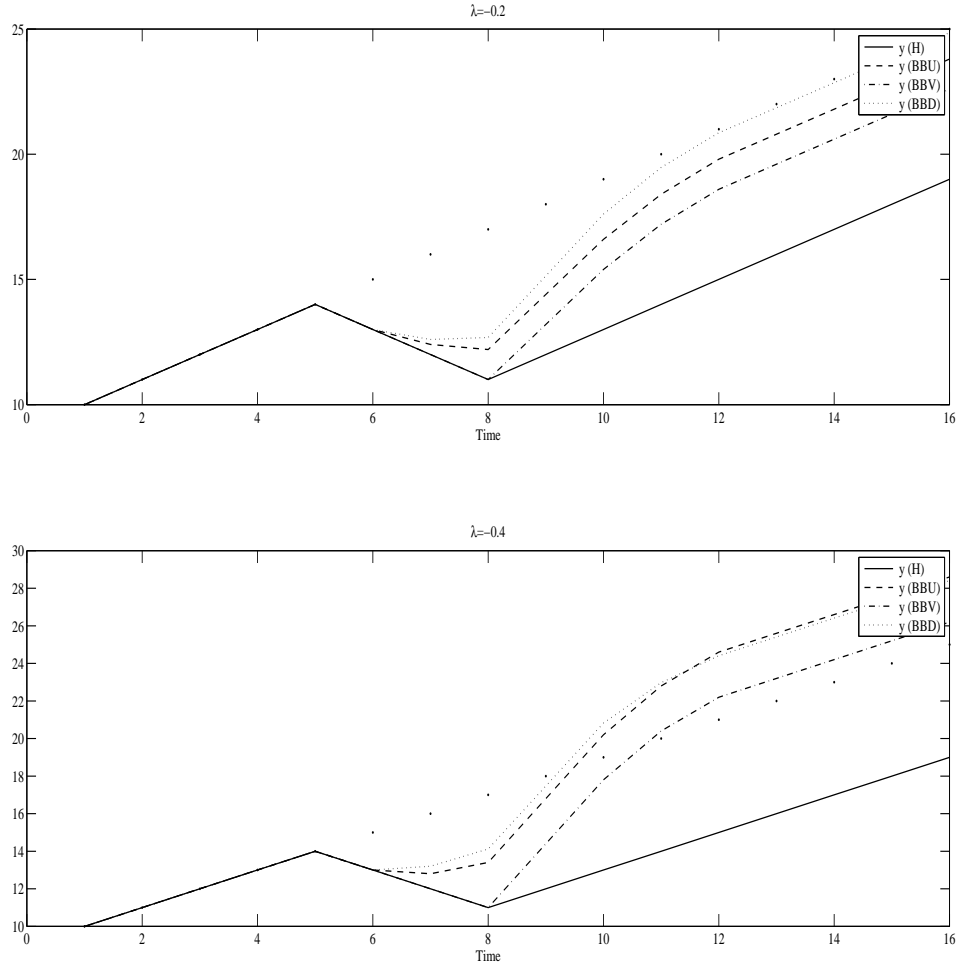 λ=−0.2
25
20
15
10
0 2 4 6 8 10 12 14 16
Time
y (H)
y (BBU)
y (BBV)
y (BBD)
λ=−0.4
30
28
26
24
22
20
18
16
14
12
10
0 2 4 6 8 10 12 14 16
Time
y (H)
y (BBU)
y (BBV)
y (BBD)